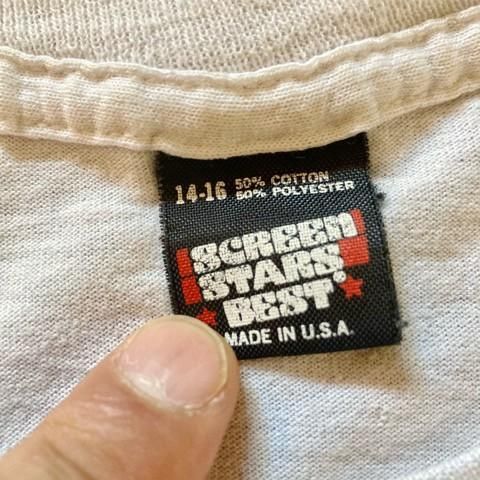 14-16 50% COTTON
50% POLYESTER
SCREEN
STARS
BEST®
MADE IN U.S.A.